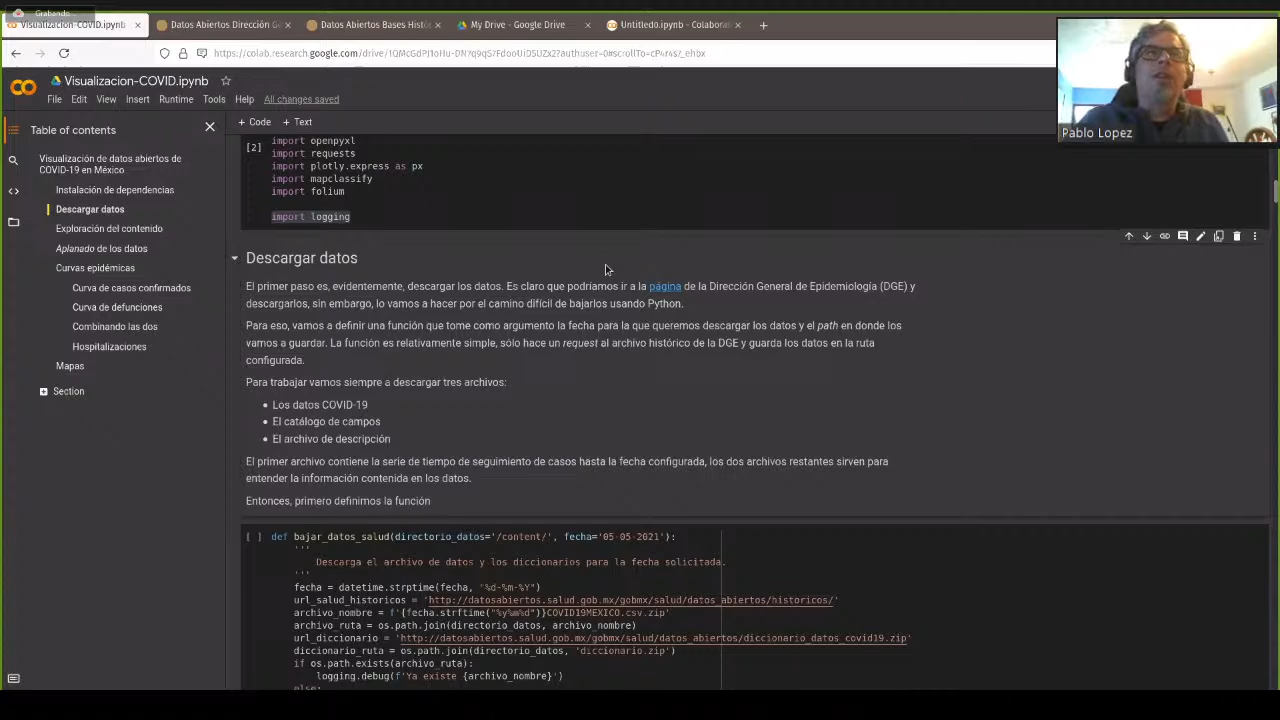 Grabando...
Visualizacion-COVID.ipynb
Datos Abiertos Dirección G
Datos Abiertos Bases Histó
My Drive - Google Drive
Untitled0.ipynb - Colabora
https://colab.research.google.com/drive/1QMcGdPJ1oHu-DN7q9qS7FdooUiDSUZx2?authuser=0#scrollTo=cP4rs7_ehbx
Visualizacion-COVID.ipynb
File Edit View Insert Runtime Tools Help All changes saved
Table of contents
Visualización de datos abiertos de
COVID-19 en México
Instalación de dependencias
Descargar datos
Exploración del contenido
Aplanado de los datos
Curvas epidémicas
Curva de casos confirmados
Curva de defunciones
Combinando las dos
Hospitalizaciones
Mapas
Section
+ Code + Text
[2]
import openpyxl
import requests
import plotly.express as px
import mapclassify
import folium
import logging
Descargar datos
El primer paso es, evidentemente, descargar los datos. Es claro que podríamos ir a la página de la Dirección General de Epidemiología (DGE) y
descargarlos, sin embargo, lo vamos a hacer por el camino difícil de bajarlos usando Python.
Para eso, vamos a definir una función que tome como argumento la fecha para la que queremos descargar los datos y el path en donde los
vamos a guardar. La función es relativamente simple, sólo hace un request al archivo histórico de la DGE y guarda los datos en la ruta
configurada.
Para trabajar vamos siempre a descargar tres archivos:
• Los datos COVID-19
• El catálogo de campos
• El archivo de descripción
El primer archivo contiene la serie de tiempo de seguimiento de casos hasta la fecha configurada, los dos archivos restantes sirven para
entender la información contenida en los datos.
Entonces, primero definimos la función
[ ] def bajar_datos_salud(directorio_datos='/content/', fecha='05-05-2021'):
'''
Descarga el archivo de datos y los diccionarios para la fecha solicitada.
'''
fecha = datetime.strptime(fecha, "%d-%m-%Y")
url_salud_historicos = 'http://datosabiertos.salud.gob.mx/gobmx/salud/datos_abiertos/historicos/'
archivo_nombre = f'{fecha.strftime("%y%m%d")}COVID19MEXICO.csv.zip'
archivo_ruta = os.path.join(directorio_datos, archivo_nombre)
url_diccionario = 'http://datosabiertos.salud.gob.mx/gobmx/salud/datos_abiertos/diccionario_datos_covid19.zip'
diccionario_ruta = os.path.join(directorio_datos, 'diccionario.zip')
if os.path.exists(archivo_ruta):
logging.debug(f'Ya existe {archivo_nombre}')
else:
Pablo Lopez